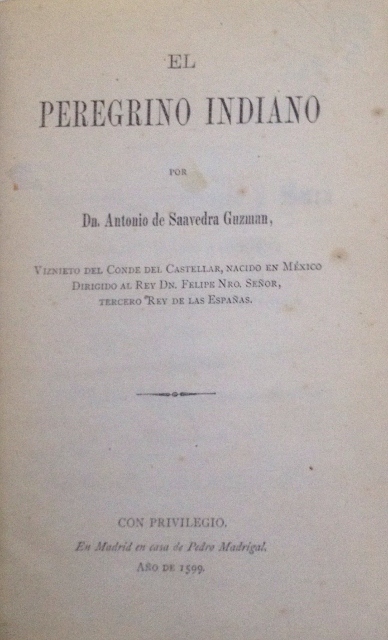 EL
PEREGRINO INDIANO
POR
Dn. Antonio de Saavedra Guzman,
VIZNIETO DEL CONDE DEL CASTELLAR, NACIDO EN MÉXICO
DIRIGIDO AL REY DN. FELIPE NRO. SEÑOR,
TERCERO REY DE LAS ESPAÑAS.
CON PRIVILEGIO.
En Madrid en casa de Pedro Madrigal.
AÑO DE 1599.